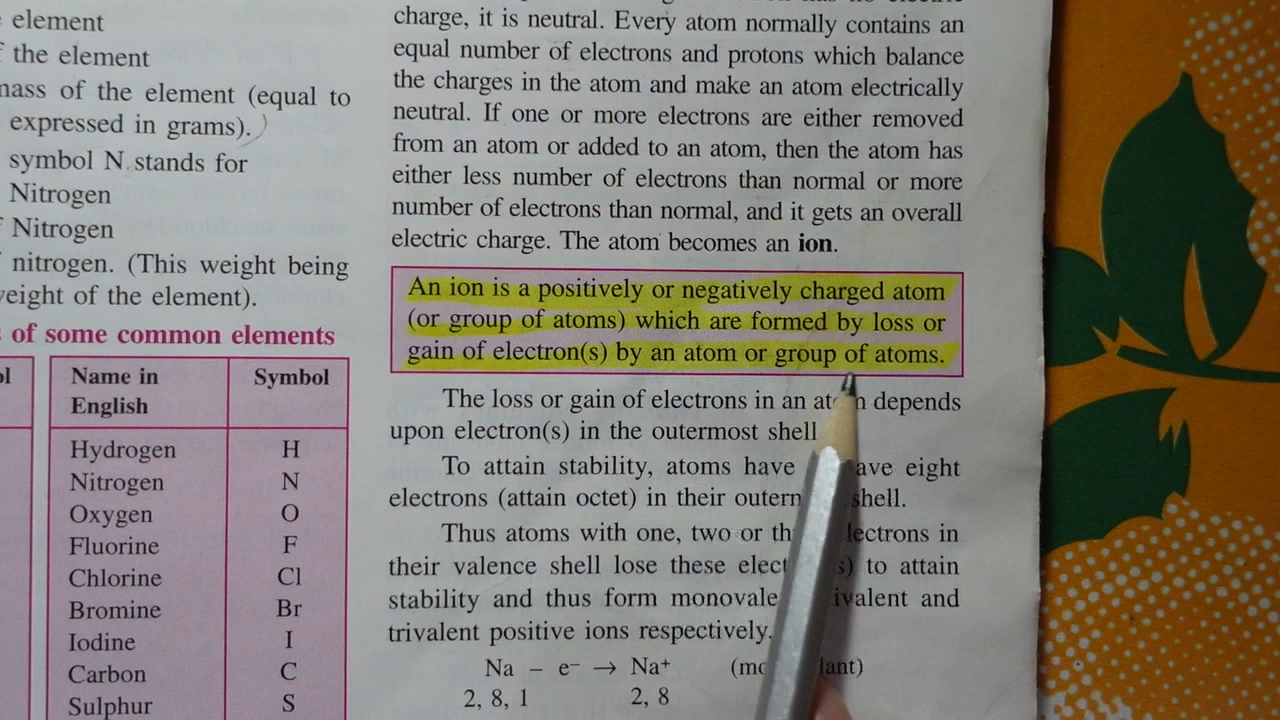 element
the element
mass of the element (equal to
expressed in grams).
symbol N stands for
Nitrogen
Nitrogen
nitrogen. (This weight being
weight of the element).
of some common elements
Name in Symbol
English
Hydrogen H
Nitrogen N
Oxygen O
Fluorine F
Chlorine Cl
Bromine Br
Iodine I
Carbon C
Sulphur S
charge, it is neutral. Every atom normally contains an
equal number of electrons and protons which balance
the charges in the atom and make an atom electrically
neutral. If one or more electrons are either removed
from an atom or added to an atom, then the atom has
either less number of electrons than normal or more
number of electrons than normal, and it gets an overall
electric charge. The atom becomes an ion.
An ion is a positively or negatively charged atom
(or group of atoms) which are formed by loss or
gain of electron(s) by an atom or group of atoms.
The loss or gain of electrons in an depends
upon electron(s) in the outermost shell
To attain stability, atoms have eight
electrons (attain octet) in their shell.
Thus atoms with one, two or electrons in
their valence shell lose these to attain
stability and thus form and
trivalent positive ions respectively.
Na – e⁻ → Na⁺
2, 8, 1 2, 8